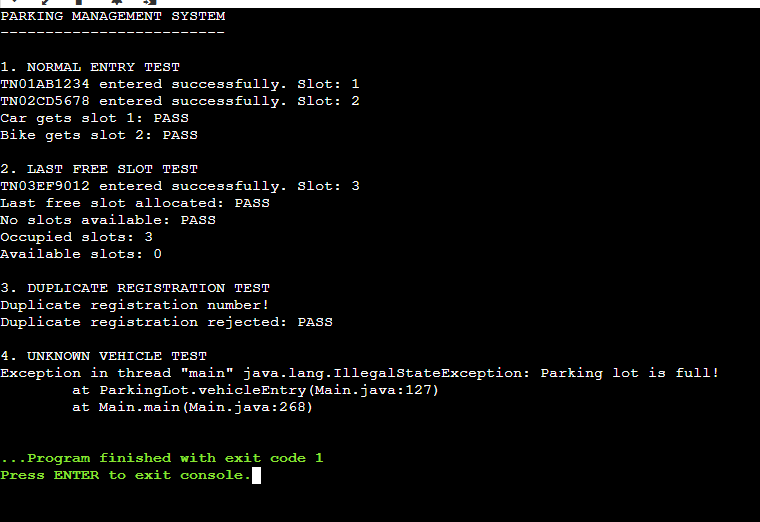 PARKING MANAGEMENT SYSTEM
-------------------------
1. NORMAL ENTRY TEST
TN01AB1234 entered successfully. Slot: 1
TN02CD5678 entered successfully. Slot: 2
Car gets slot 1: PASS
Bike gets slot 2: PASS
2. LAST FREE SLOT TEST
TN03EF9012 entered successfully. Slot: 3
Last free slot allocated: PASS
No slots available: PASS
Occupied slots: 3
Available slots: 0
3. DUPLICATE REGISTRATION TEST
Duplicate registration number!
Duplicate registration rejected: PASS
4. UNKNOWN VEHICLE TEST
Exception in thread "main" java.lang.IllegalStateException: Parking lot is full!
        at ParkingLot.vehicleEntry(Main.java:127)
        at Main.main(Main.java:268)
...Program finished with exit code 1
Press ENTER to exit console.